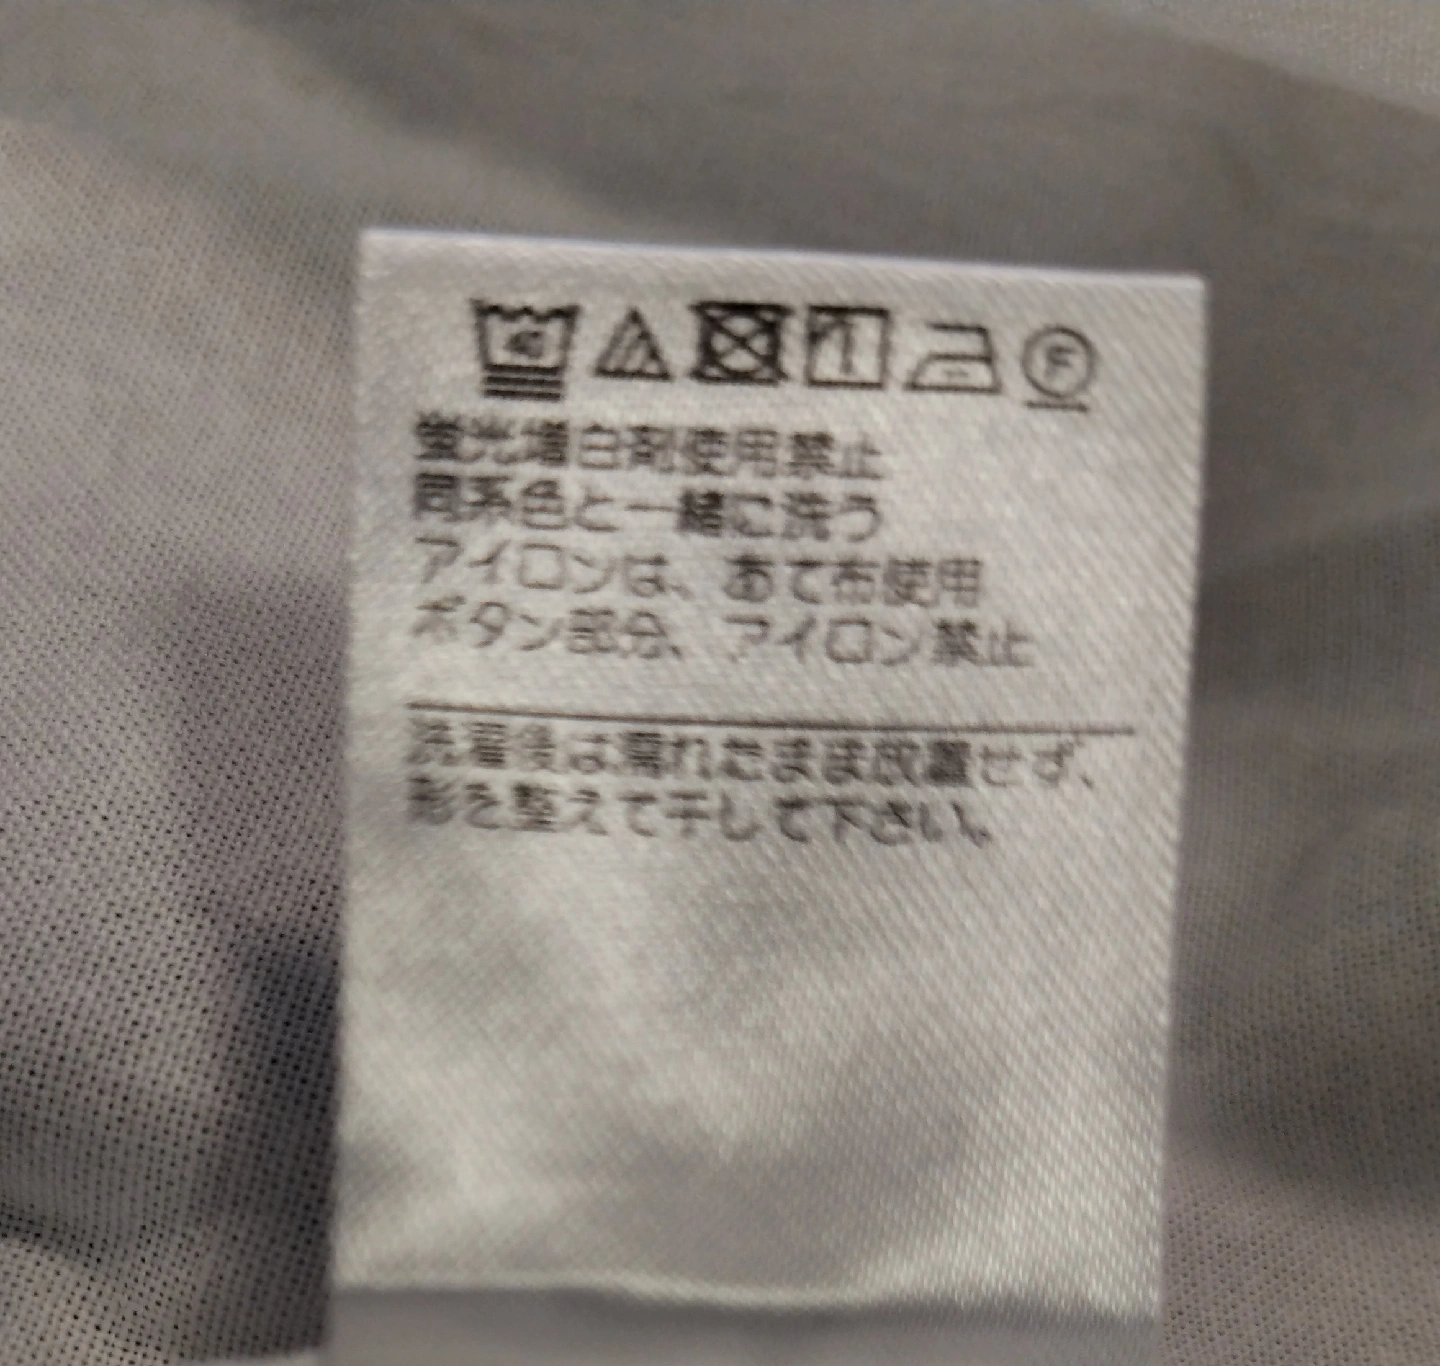 40 F
蛍光増白剤使用禁止
同系色と一緒に洗う
アイロンは、あて布使用
ボタン部分、アイロン禁止
洗濯後は濡れたまま放置せず、
形を整えて干して下さい。